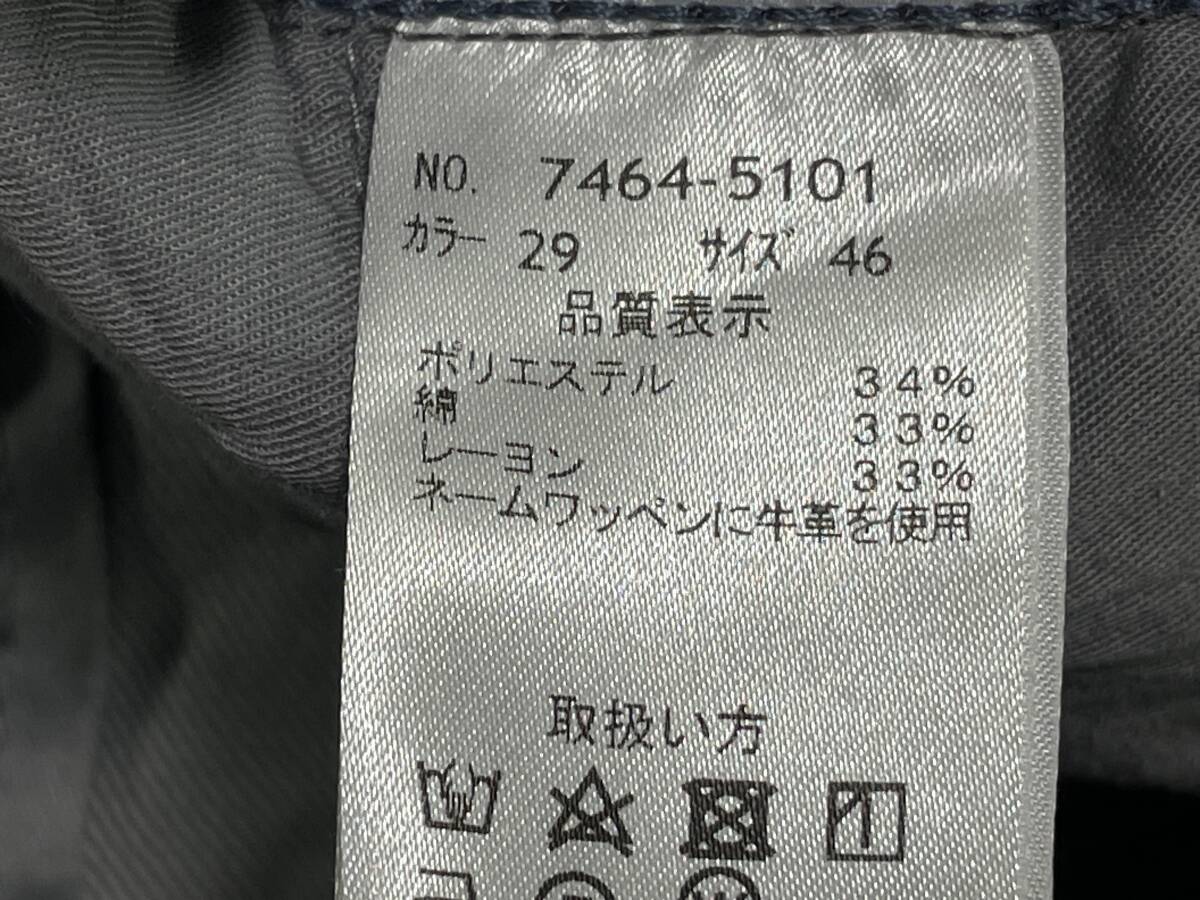 NO. 7464-5101
カラー 29 サイズ 46
品質表示
ポリエステル 34%
綿 33%
レーヨン 33%
ネームワッペンに牛革を使用
取扱い方